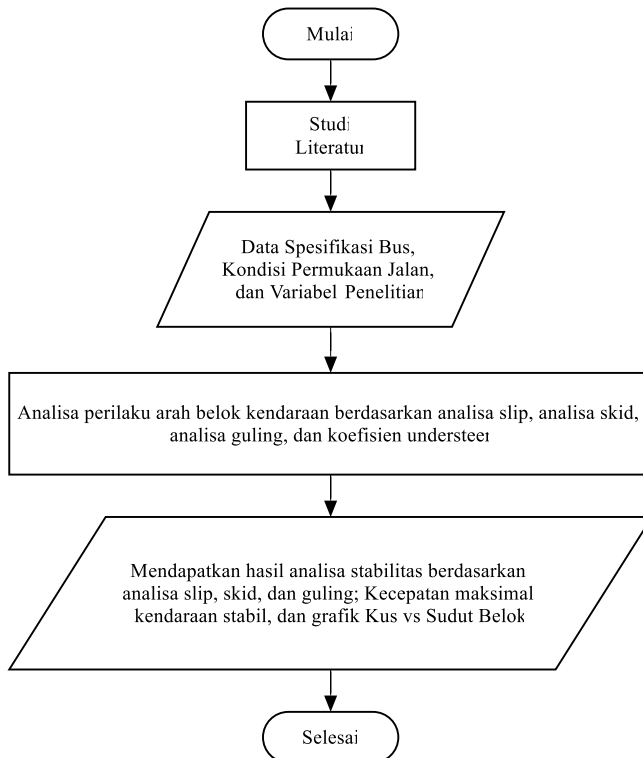 Mulai
Studi
Literatur
Data Spesifikasi Bus,
Kondisi Permukaan Jalan,
dan Variabel Penelitian
Analisa perilaku arah belok kendaraan berdasarkan analisa slip, analisa skid,
analisa guling, dan koefisien understeer
Mendapatkan hasil analisa stabilitas berdasarkan
analisa slip, skid, dan guling; Kecepatan maksimal
kendaraan stabil, dan grafik Kus vs Sudut Belok
Selesai